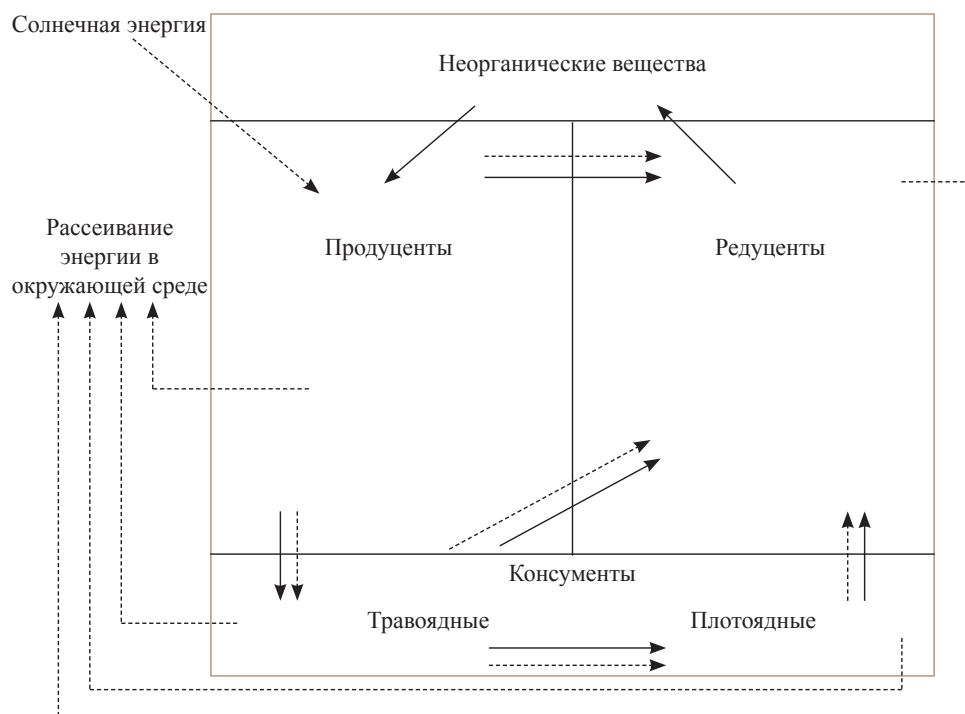 Солнечная энергия
Неорганические вещества
Рассеивание
энергии в
окружающей среде
Продуценты
Редуценты
Консументы
Травоядные
Плотоядные